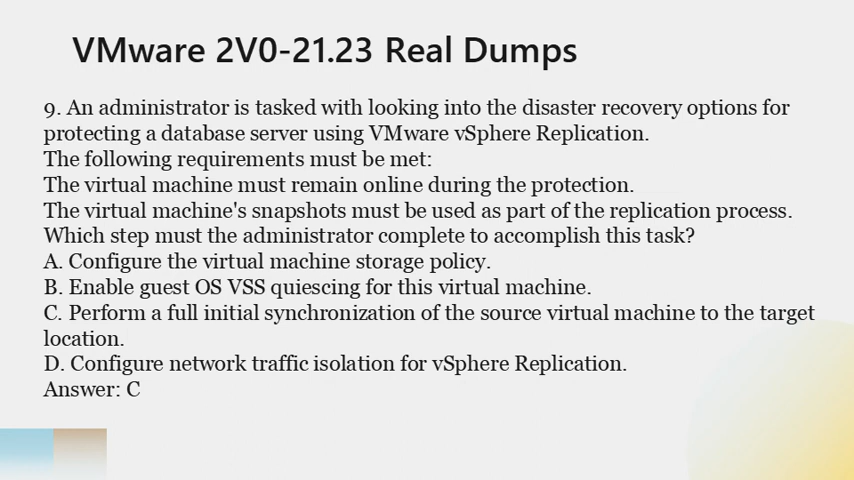 VMware 2V0-21.23 Real Dumps
9. An administrator is tasked with looking into the disaster recovery options for
protecting a database server using VMware vSphere Replication.
The following requirements must be met:
The virtual machine must remain online during the protection.
The virtual machine's snapshots must be used as part of the replication process.
Which step must the administrator complete to accomplish this task?
A. Configure the virtual machine storage policy.
B. Enable guest OS VSS quiescing for this virtual machine.
C. Perform a full initial synchronization of the source virtual machine to the target
location.
D. Configure network traffic isolation for vSphere Replication.
Answer: C